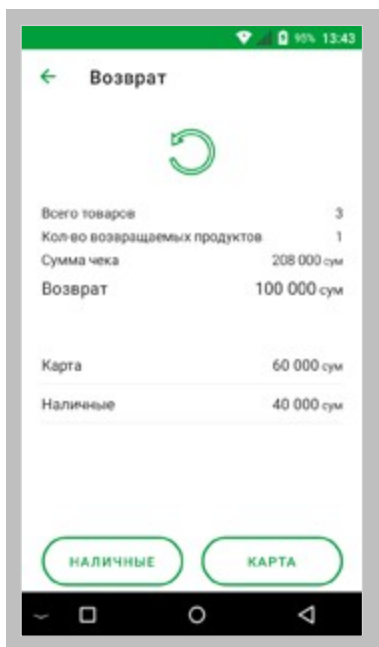 95% 13:43
Возврат
Всего товаров 3
Кол-во возвращаемых продуктов 1
Сумма чека 208 000 сум
Возврат 100 000 сум
Карта 60 000 сум
Наличные 40 000 сум
НАЛИЧНЫЕ КАРТА